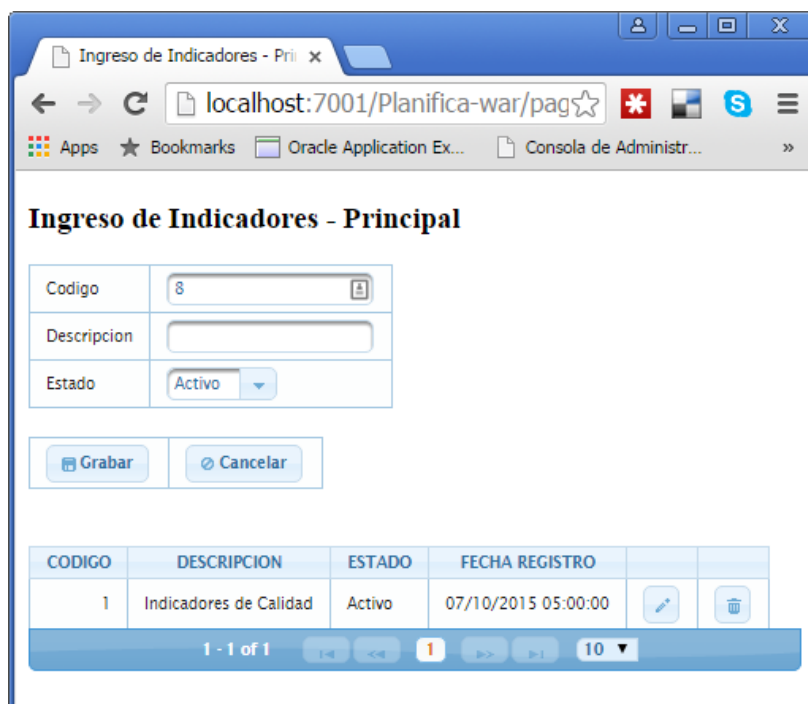 Ingreso de Indicadores - Pri
localhost:7001/Planifica-war/pag
Apps Bookmarks Oracle Application Ex... Consola de Administr... »
Ingreso de Indicadores - Principal
Codigo 8
Descripcion
Estado Activo
Grabar Cancelar
CODIGO DESCRIPCION ESTADO FECHA REGISTRO
1 Indicadores de Calidad Activo 07/10/2015 05:00:00
1 - 1 of 1 1 10